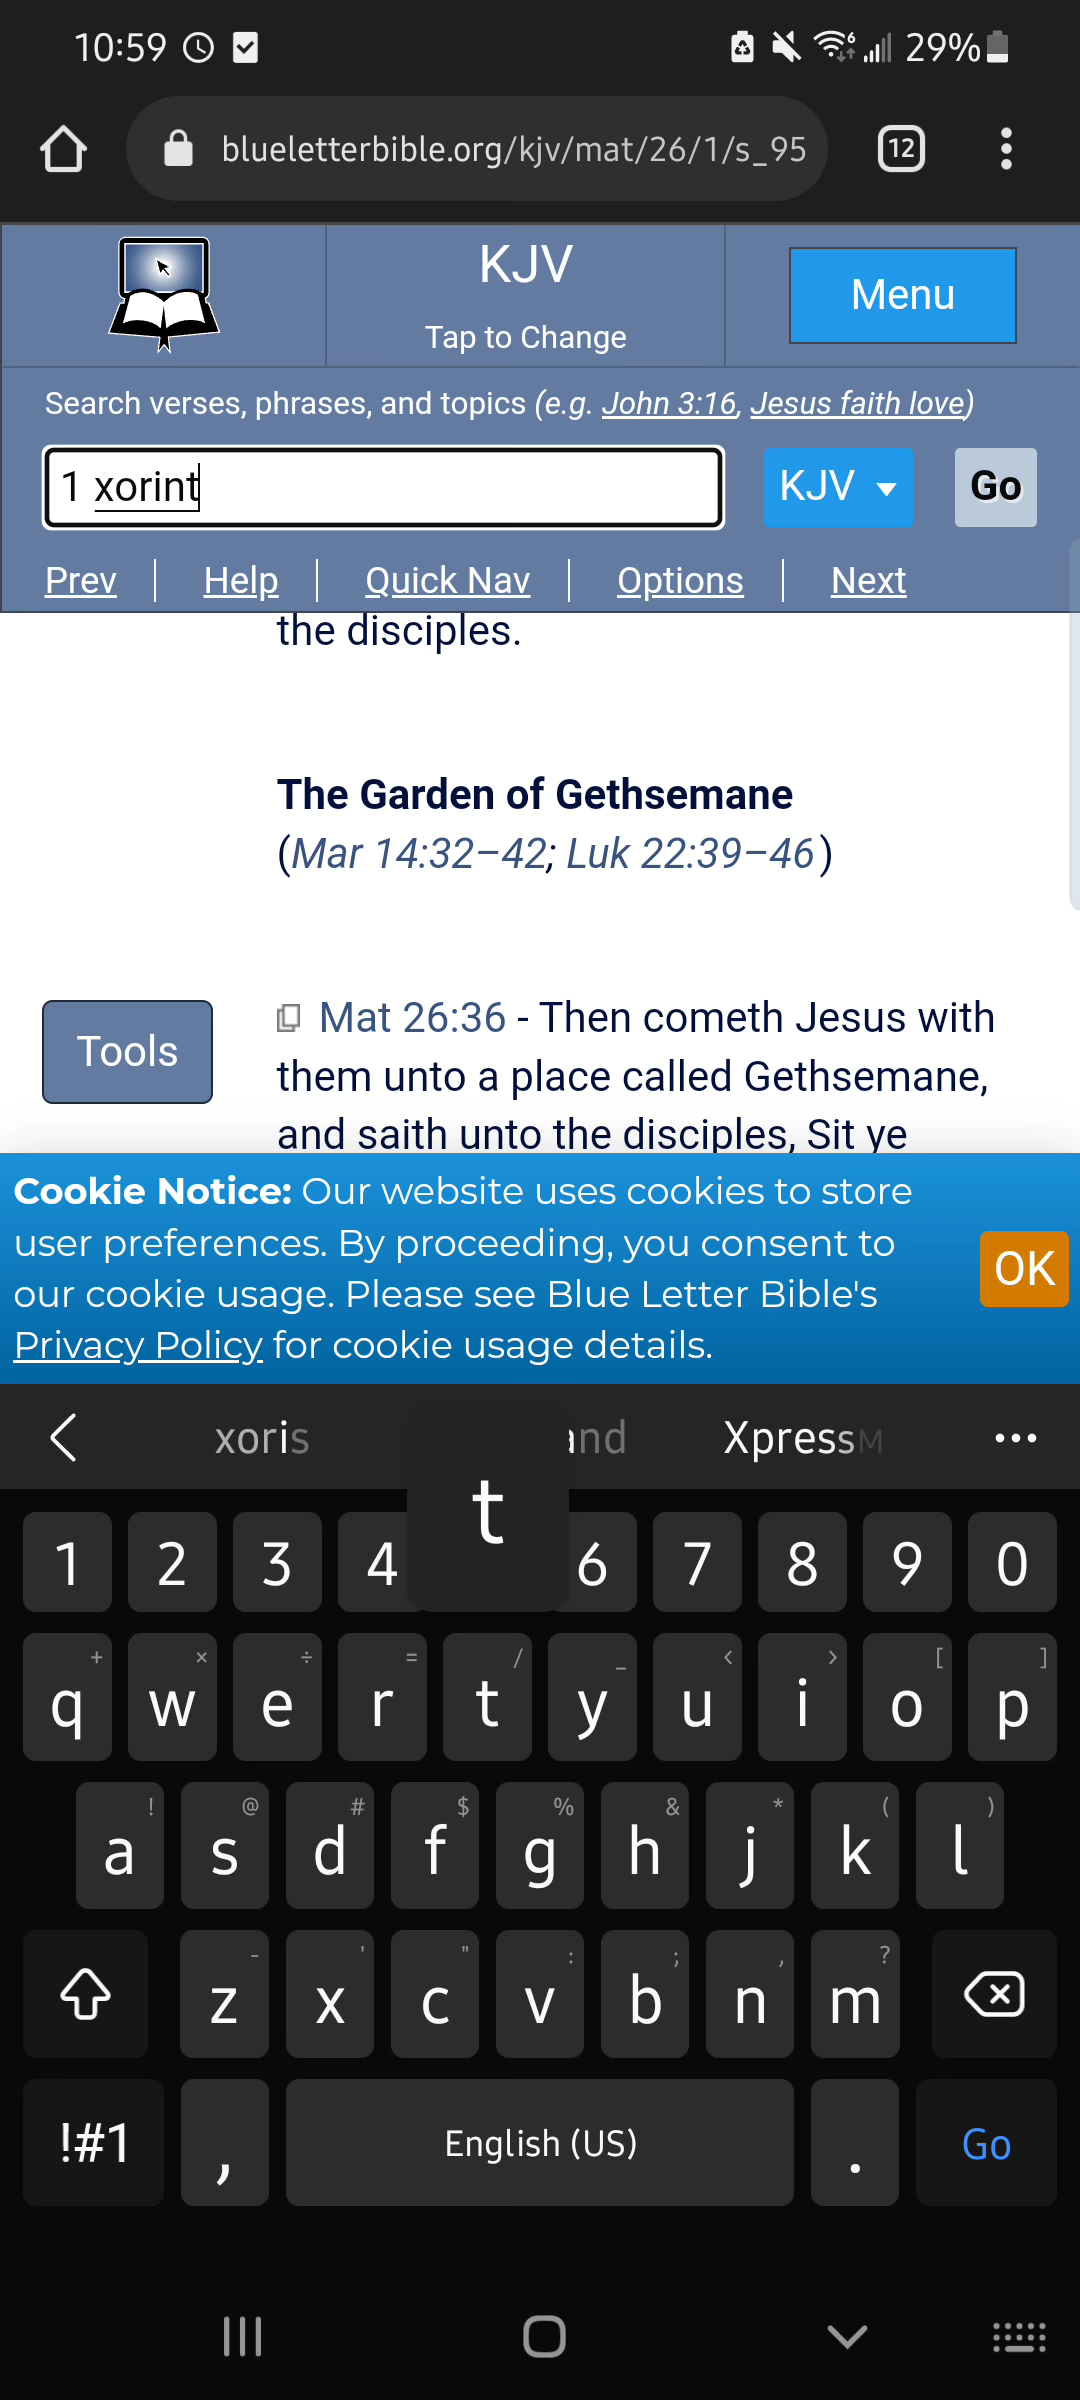 10:59 6 29%
blueletterbible.org/kjv/mat/26/1/s_95 12
KJV
Tap to Change
Menu
Search verses, phrases, and topics (e.g. John 3:16, Jesus faith love)
1 xorint KJV Go
Prev Help Quick Nav Options Next
the disciples.
The Garden of Gethsemane
(Mar 14:32–42; Luk 22:39–46)
Tools
Mat 26:36 - Then cometh Jesus with
them unto a place called Gethsemane,
and saith unto the disciples, Sit ye
Cookie Notice: Our website uses cookies to store
user preferences. By proceeding, you consent to
our cookie usage. Please see Blue Letter Bible's
Privacy Policy for cookie usage details.
OK
xoris XpressM ...
t
1 2 3 4 6 7 8 9 0
+ × ÷ = / _ < > [ ]
q w e r t y u i o p
! @ # $ % & * ( )
a s d f g h j k l
- ' " : ; , ?
z x c v b n m
!#1 , English (US) . Go